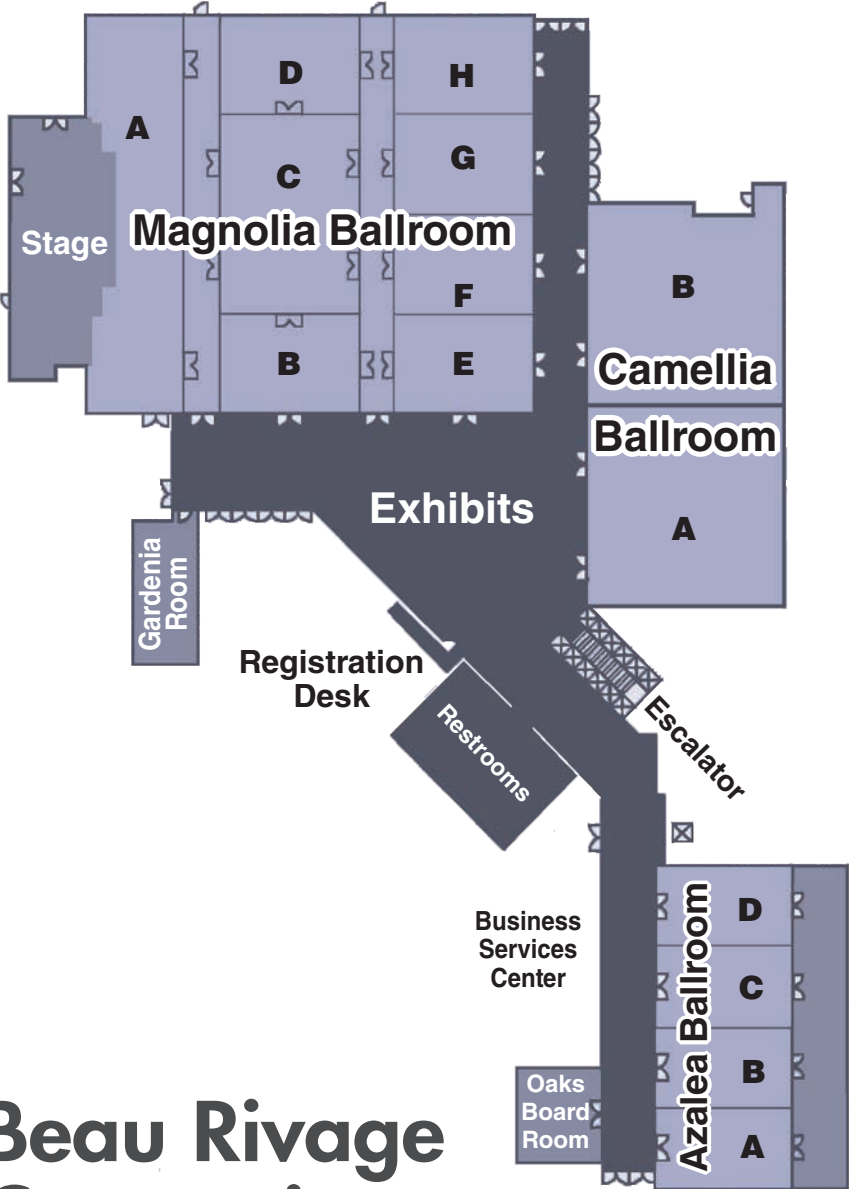 D
H
A
G
C
Magnolia Ballroom
Stage
B
F
B
E
Camellia
Ballroom
Exhibits
A
Gardenia
Room
Registration
Desk
Restrooms
Escalator
Azalea Ballroom
D
Business
Services
Center
C
B
Oaks
Board
Room
A
Beau Rivage